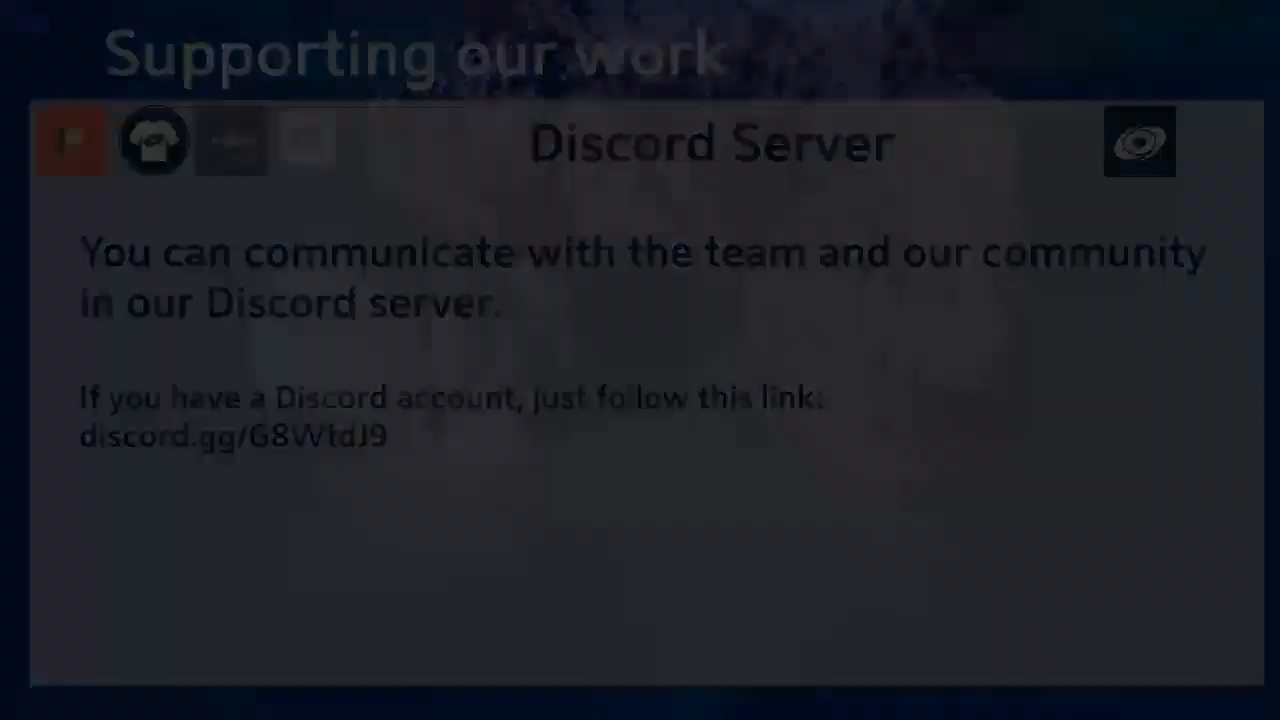 Supporting our work
Discord Server
You can communicate with the team and our community
in our Discord server.
If you have a Discord account, just follow this link:
discord.gg/G8WtdJ9